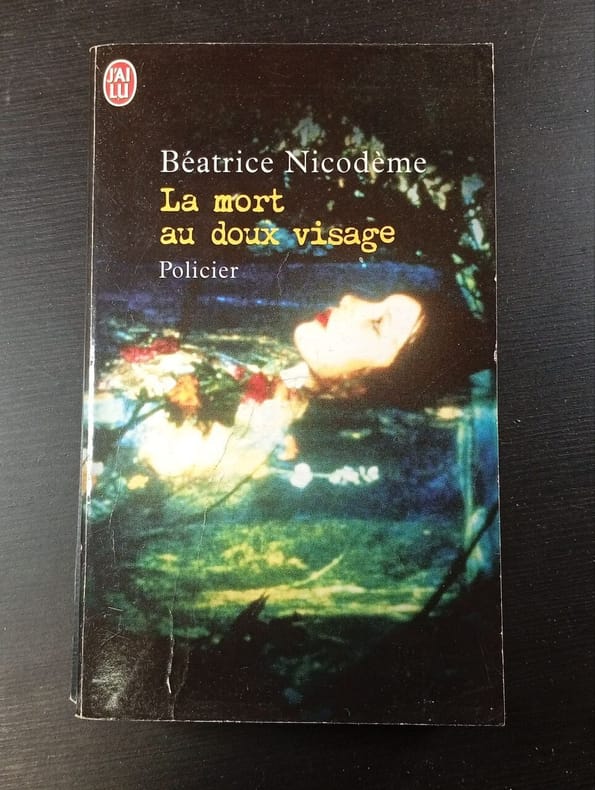 J'AI
LU
Béatrice Nicodème
La mort
au doux visage
Policier